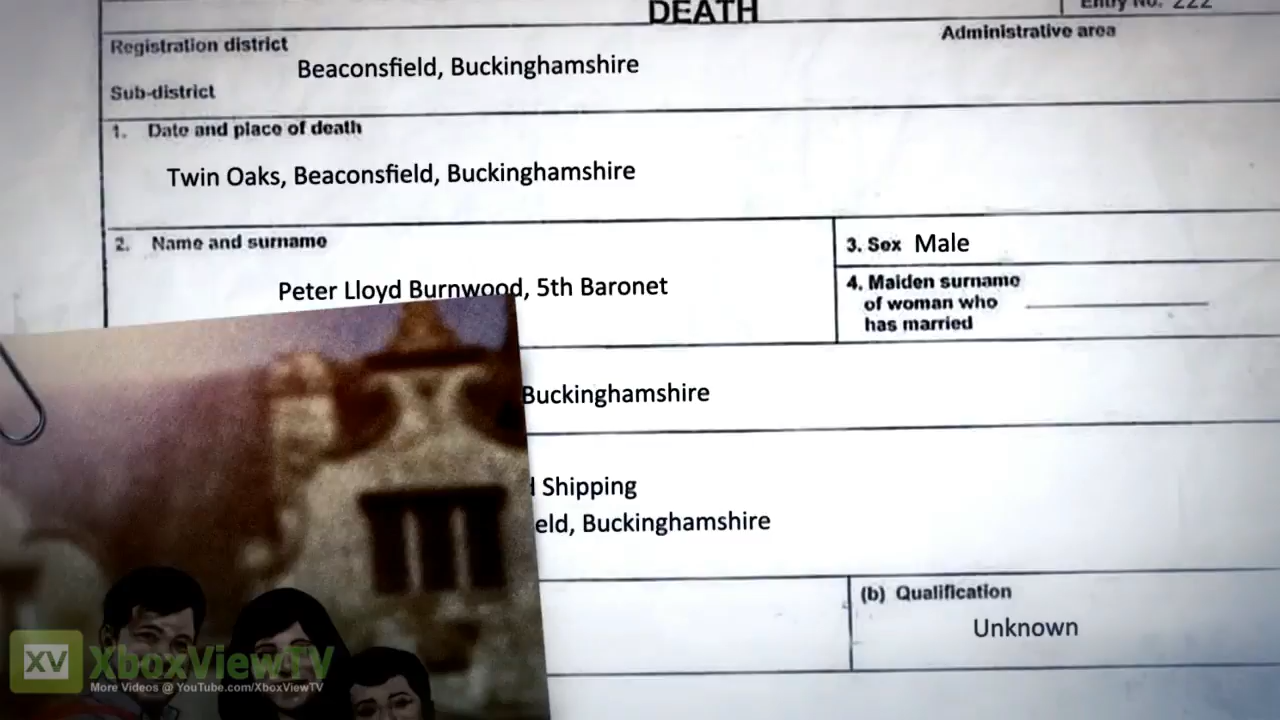 DEATH
Entry No. 222
Registration district
Administrative area
Beaconsfield, Buckinghamshire
Sub-district
1. Date and place of death
Twin Oaks, Beaconsfield, Buckinghamshire
2. Name and surname
3. Sex Male
Peter Lloyd Burnwood, 5th Baronet
4. Maiden surname
of woman who
has married
Buckinghamshire
Shipping
eld, Buckinghamshire
(b) Qualification
Unknown
XV XboxViewTV
More Videos @ YouTube.com/XboxViewTV